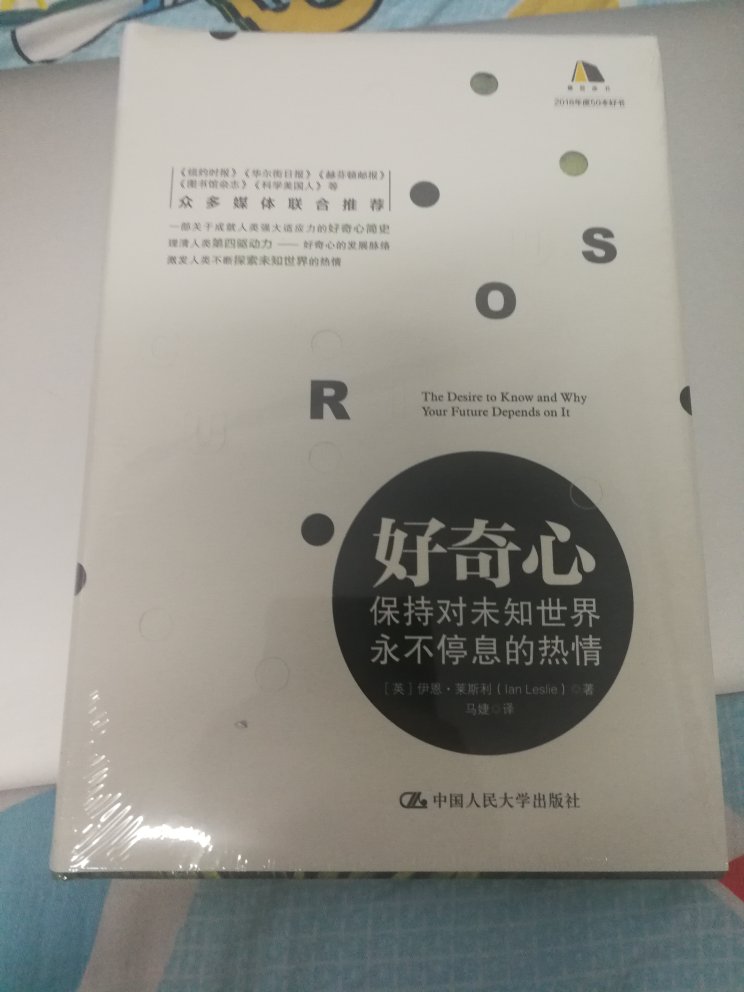 2018年度50本好书
《纽约时报》《华尔街日报》《赫芬顿邮报》
《图书馆杂志》《科学美国人》等
众多媒体联合推荐
一部关于成就人类强大适应力的好奇心简史
理清人类第四驱动力——好奇心的发展脉络
激发人类不断探索未知世界的热情
S
O
R
The Desire to Know and Why
Your Future Depends on It
好奇心
保持对未知世界
永不停息的热情
[英]伊恩·莱斯利(Ian Leslie)◎著
马婕◎译
中国人民大学出版社